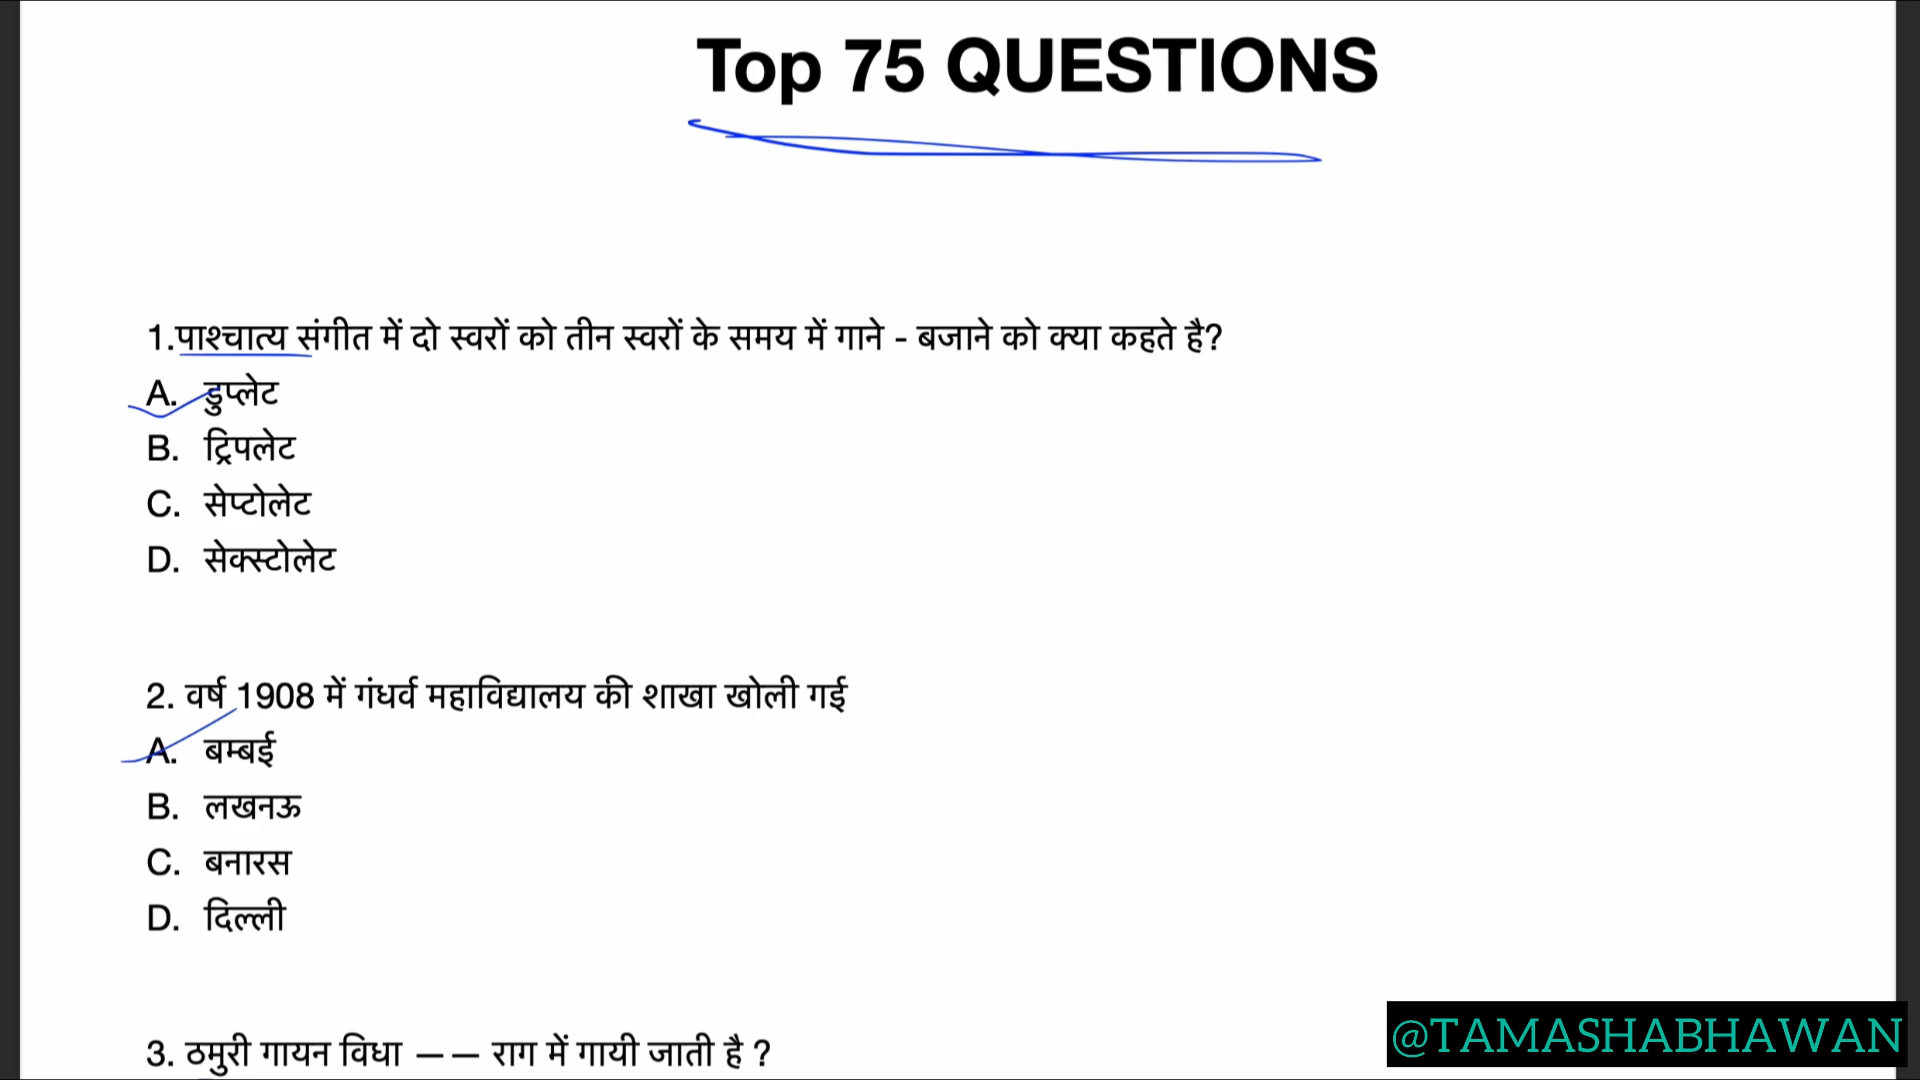 Top 75 QUESTIONS
1.पाश्चात्य संगीत में दो स्वरों को तीन स्वरों के समय में गाने - बजाने को क्या कहते है?
A. डुप्लेट
B. ट्रिपलेट
C. सेप्टोलेट
D. सेक्स्टोलेट
2. वर्ष 1908 में गंधर्व महाविद्यालय की शाखा खोली गई
A. बम्बई
B. लखनऊ
C. बनारस
D. दिल्ली
3. ठुमरी गायन विधा —— राग में गायी जाती है ?
@TAMASHABHAWAN